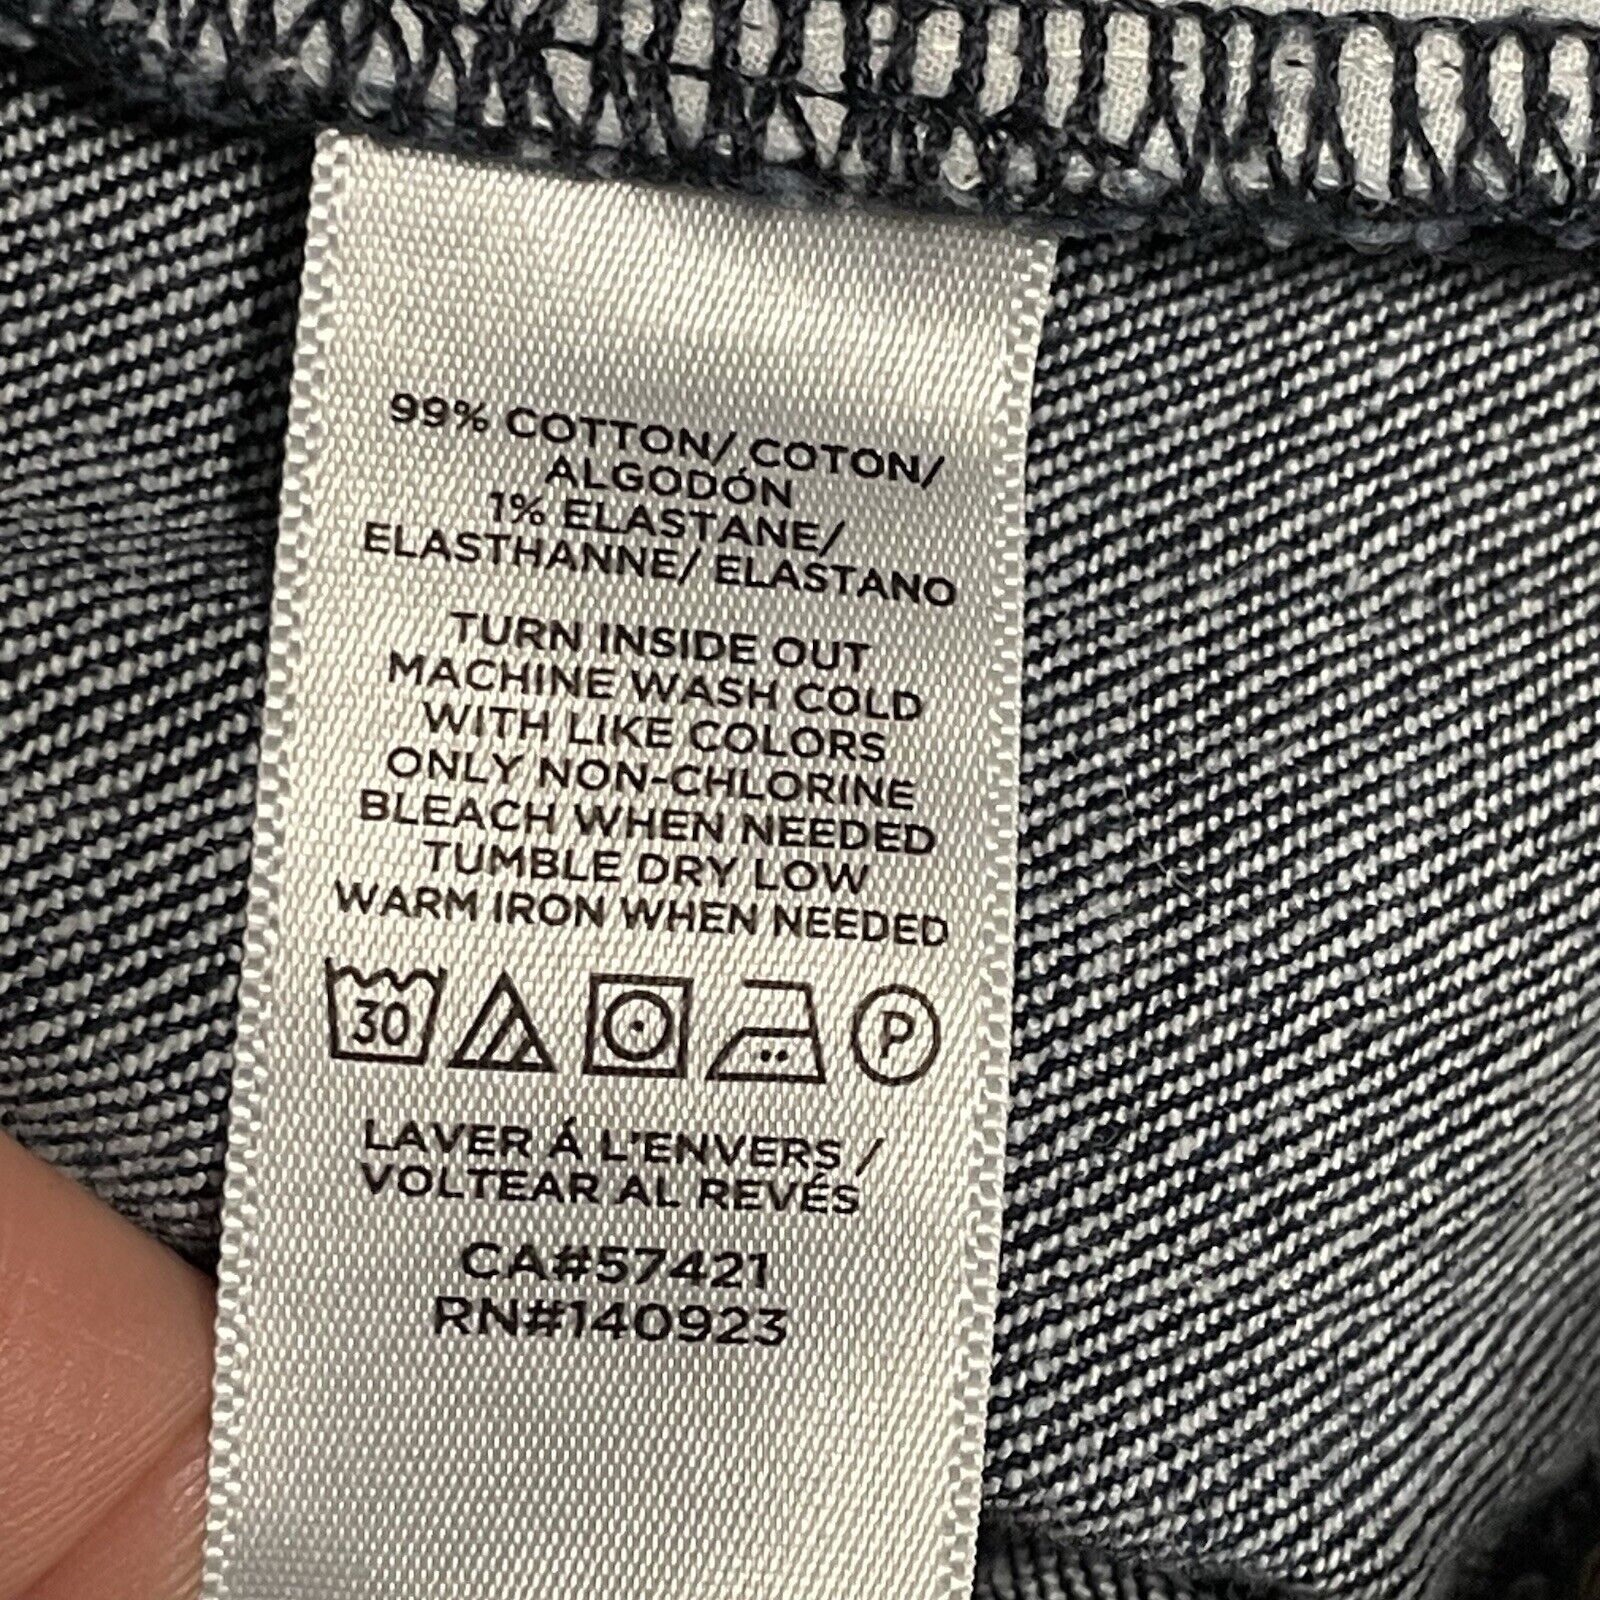 99% COTTON/ COTON/
ALGODÓN
1% ELASTANE/
ELASTHANNE/ ELASTANO
TURN INSIDE OUT
MACHINE WASH COLD
WITH LIKE COLORS
ONLY NON-CHLORINE
BLEACH WHEN NEEDED
TUMBLE DRY LOW
WARM IRON WHEN NEEDED
30 P
LAVER Á L'ENVERS /
VOLTEAR AL REVÉS
CA#57421
RN#140923